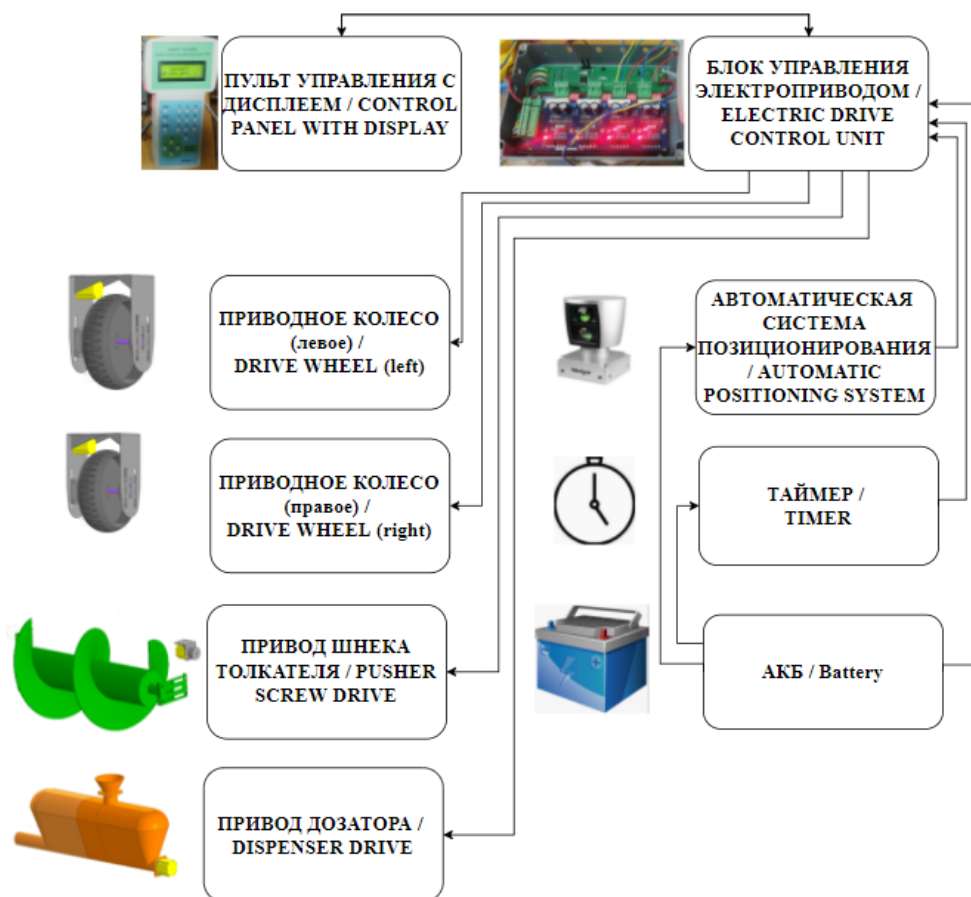 ПУЛЬТ УПРАВЛЕНИЯ С
ДИСПЛЕЕМ / CONTROL
PANEL WITH DISPLAY
БЛОК УПРАВЛЕНИЯ
ЭЛЕКТРОПРИВОДОМ /
ELECTRIC DRIVE
CONTROL UNIT
ПРИВОДНОЕ КОЛЕСО
(левое) /
DRIVE WHEEL (left)
АВТОМАТИЧЕСКАЯ
СИСТЕМА
ПОЗИЦИОНИРОВАНИЯ
/ AUTOMATIC
POSITIONING SYSTEM
ПРИВОДНОЕ КОЛЕСО
(правое) /
DRIVE WHEEL (right)
ТАЙМЕР /
TIMER
ПРИВОД ШНЕКА
ТОЛКАТЕЛЯ / PUSHER
SCREW DRIVE
АКБ / Battery
ПРИВОД ДОЗАТОРА /
DISPENSER DRIVE